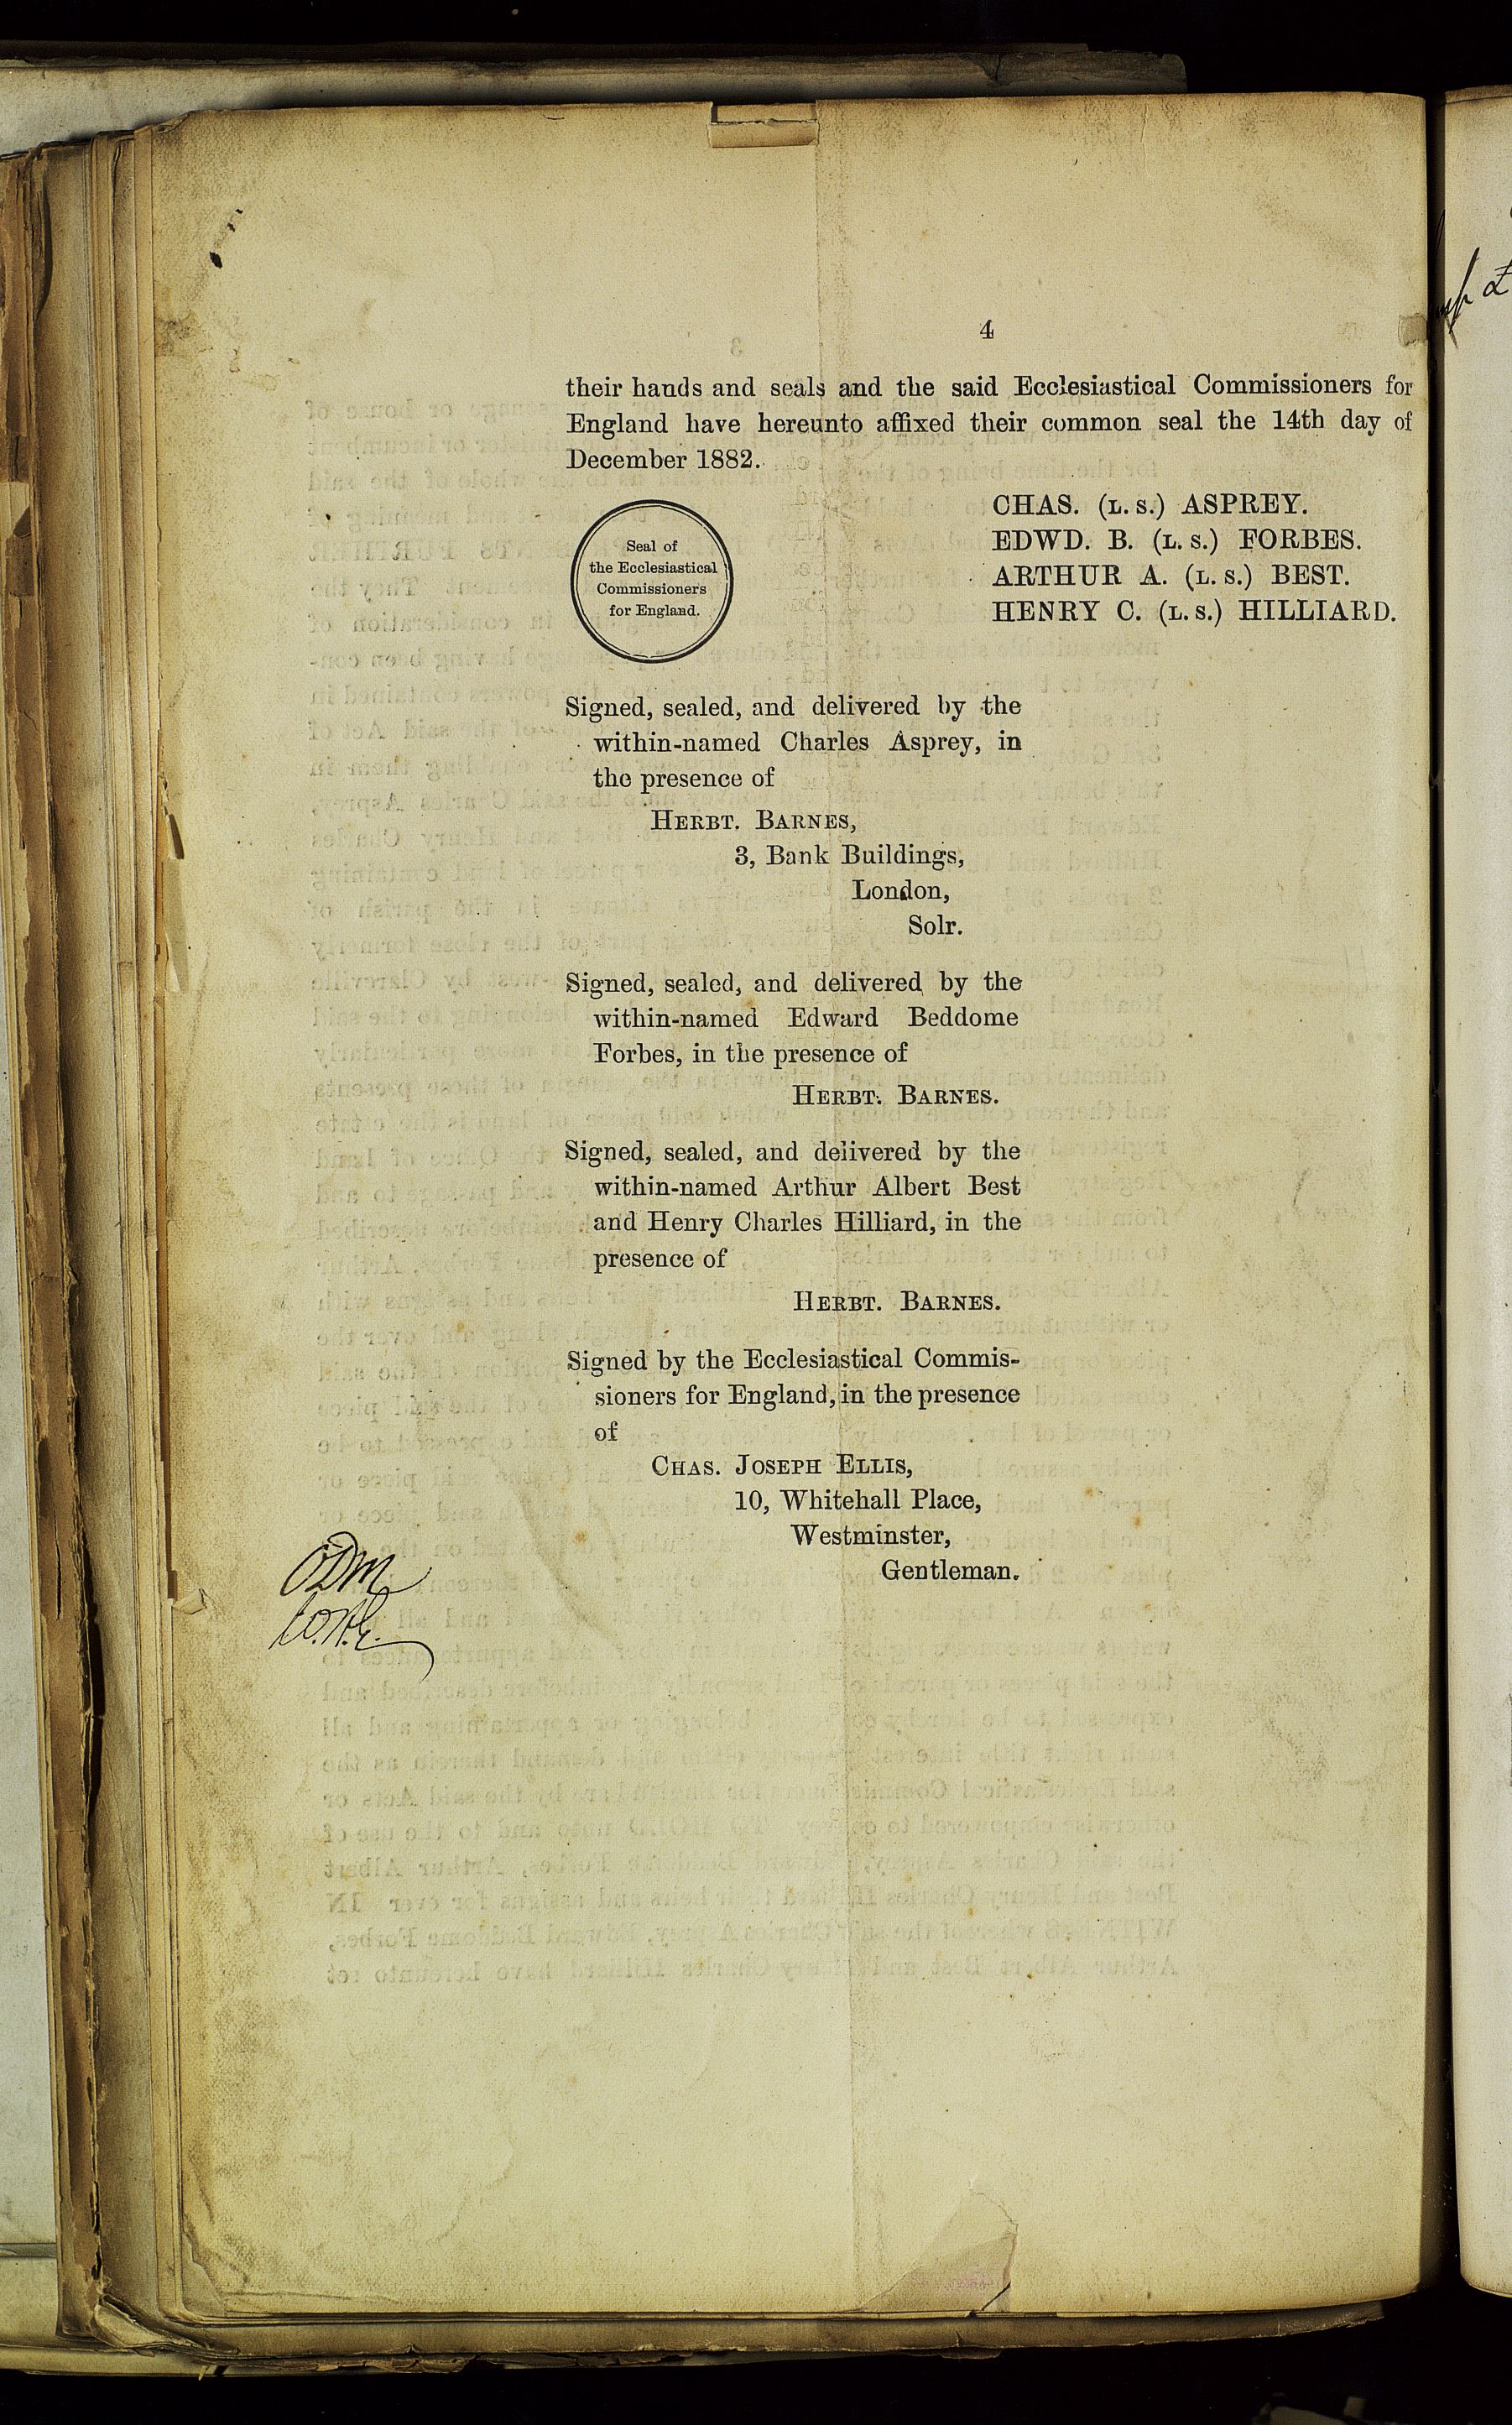 4
their hands and seals and the said Ecclesiastical Commissioners for
England have hereunto affixed their common seal the 14th day of
December 1882.
Seal of
the Ecclesiastical
Commissioners
for England.
CHAS. (L. S.) ASPREY.
EDWD. B. (L. S.) FORBES.
ARTHUR A. (L. S.) BEST.
HENRY C. (L. S.) HILLIARD.
Signed, sealed, and delivered by the
within-named Charles Asprey, in
the presence of
HERBT. BARNES,
3, Bank Buildings,
London,
Solr.
Signed, sealed, and delivered by the
within-named Edward Beddome
Forbes, in the presence of
HERBT. BARNES.
Signed, sealed, and delivered by the
within-named Arthur Albert Best
and Henry Charles Hilliard, in the
presence of
HERBT. BARNES.
Signed by the Ecclesiastical Commis-
sioners for England, in the presence
of
CHAS. JOSEPH ELLIS,
10, Whitehall Place,
Westminster,
Gentleman.